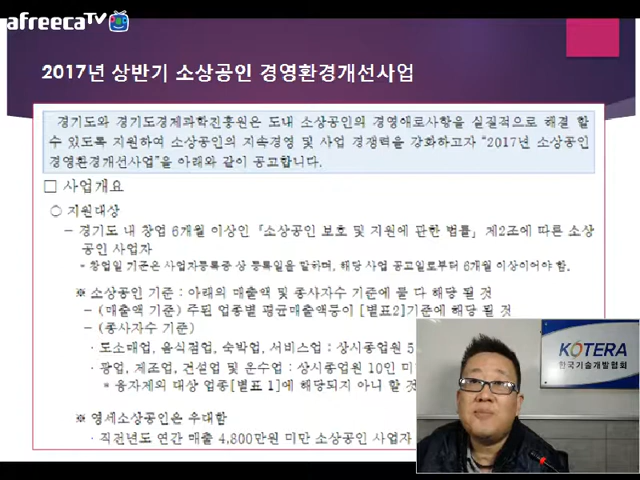 afreecaTV
2017년 상반기 소상공인 경영환경개선사업
경기도와 경기도경제과학진흥원은 도내 소상공인의 경영애로사항을 실질적으로 해결 할
수 있도록 지원하여 소상공인의 지속경영 및 사업 경쟁력을 강화하고자 “2017년 소상공인
경영환경개선사업”을 아래와 같이 공고합니다.
□ 사업개요
○ 지원대상
- 경기도 내 창업 6개월 이상인 「소상공인 보호 및 지원에 관한 법률」 제2조에 따른 소상
공인 사업자
* 창업일 기준은 사업자등록증 상 등록일을 말하며, 해당 사업 공고일로부터 6개월 이상이어야 함.
※ 소상공인 기준 : 아래의 매출액 및 종사자수 기준에 둘 다 해당 될 것
- (매출액 기준) 주된 업종별 평균매출액등이 [별표2]기준에 해당 될 것
- (종사자수 기준)
· 도소매업, 음식점업, 숙박업, 서비스업 : 상시종업원 5
· 광업, 제조업, 건설업 및 운수업 : 상시종업원 10인 미
* 융자제외 대상 업종[별표 1]에 해당되지 아니 할 것
※ 영세소상공인은 우대함
· 직전년도 연간 매출 4,800만원 미만 소상공인 사업자
KOTERA
한국기술개발협회